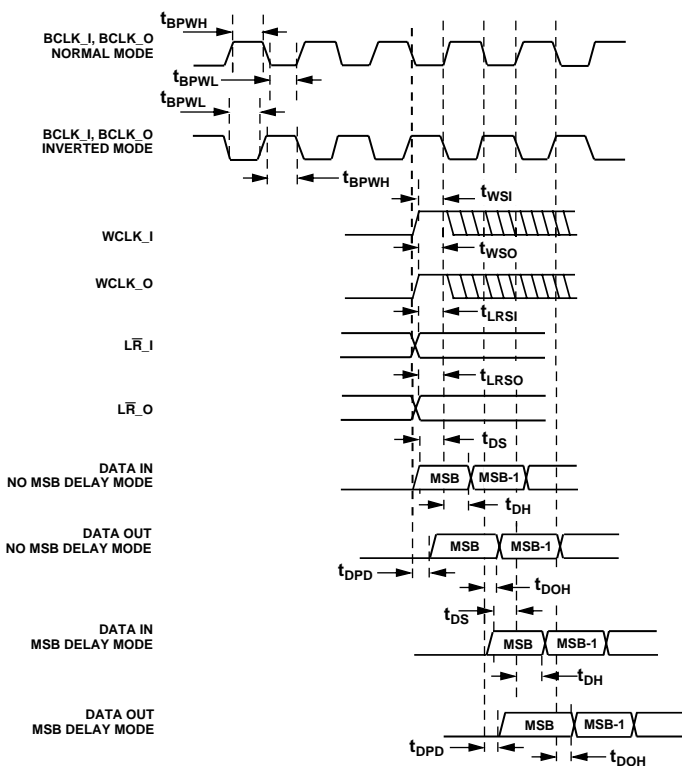 tBPWH
BCLK_I, BCLK_O
NORMAL MODE
tBPWL
tBPWL
BCLK_I, BCLK_O
INVERTED MODE
tBPWH
tWSI
WCLK_I
tWSO
WCLK_O
tLRSI
LR̅_I
tLRSO
LR̅_O
tDS
DATA IN
NO MSB DELAY MODE
MSB MSB-1
tDH
DATA OUT
NO MSB DELAY MODE
MSB MSB-1
tDPD
tDOH
tDS
DATA IN
MSB DELAY MODE
MSB MSB-1
tDH
DATA OUT
MSB DELAY MODE
MSB MSB-1
tDPD
tDOH